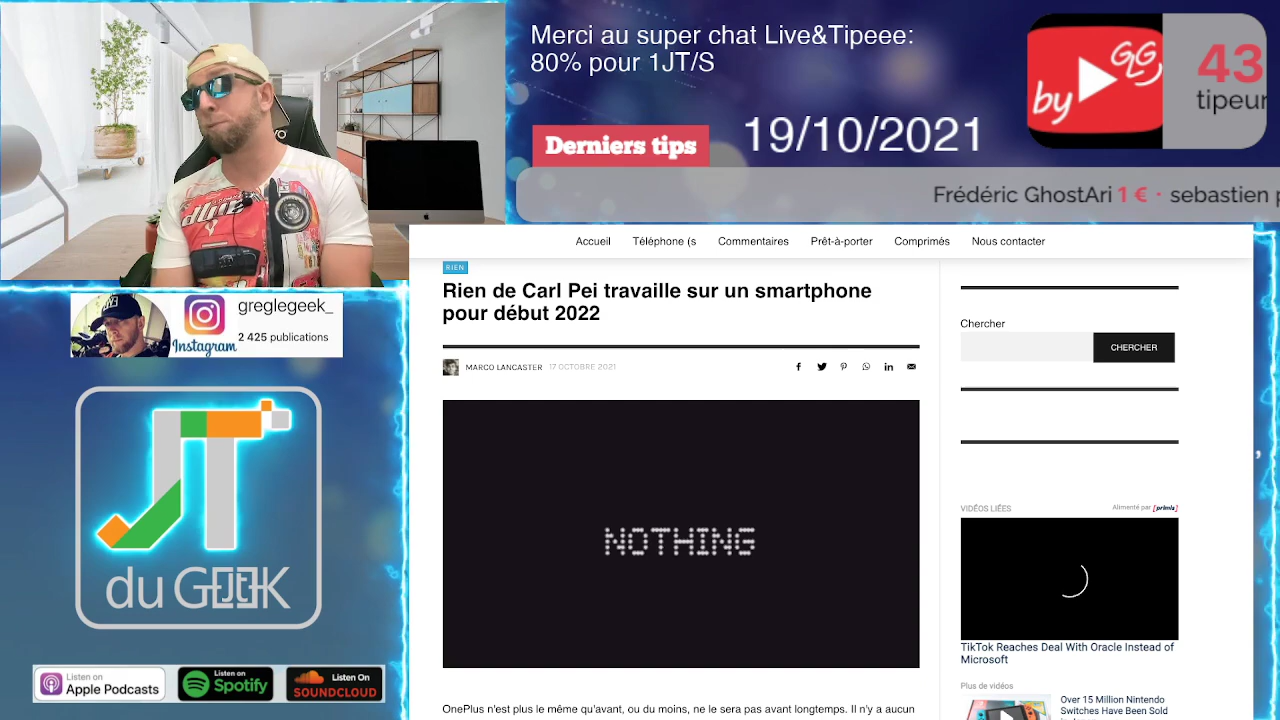 Merci au super chat Live&Tipeee:
80% pour 1JT/S
Derniers tips
19/10/2021
by
GLG
43
tipeur
Frédéric GhostAri 1 € · sebastien
Accueil Téléphone (s Commentaires Prêt-à-porter Comprimés Nous contacter
RIEN
Rien de Carl Pei travaille sur un smartphone
pour début 2022
MARCO LANCASTER 17 OCTOBRE 2021
NOTHING
OnePlus n'est plus le même qu'avant, ou du moins, ne le sera pas avant longtemps. Il n'y a aucun
Chercher
CHERCHER
VIDÉOS LIÉES
Alimenté par [primis]
TikTok Reaches Deal With Oracle Instead of
Microsoft
Plus de vidéos
Over 15 Million Nintendo
Switches Have Been Sold
greglegeek_
2 425 publications
Instagram
JT
du GEEK
Listen on
Apple Podcasts
Listen on
Spotify
Listen On
SOUNDCLOUD